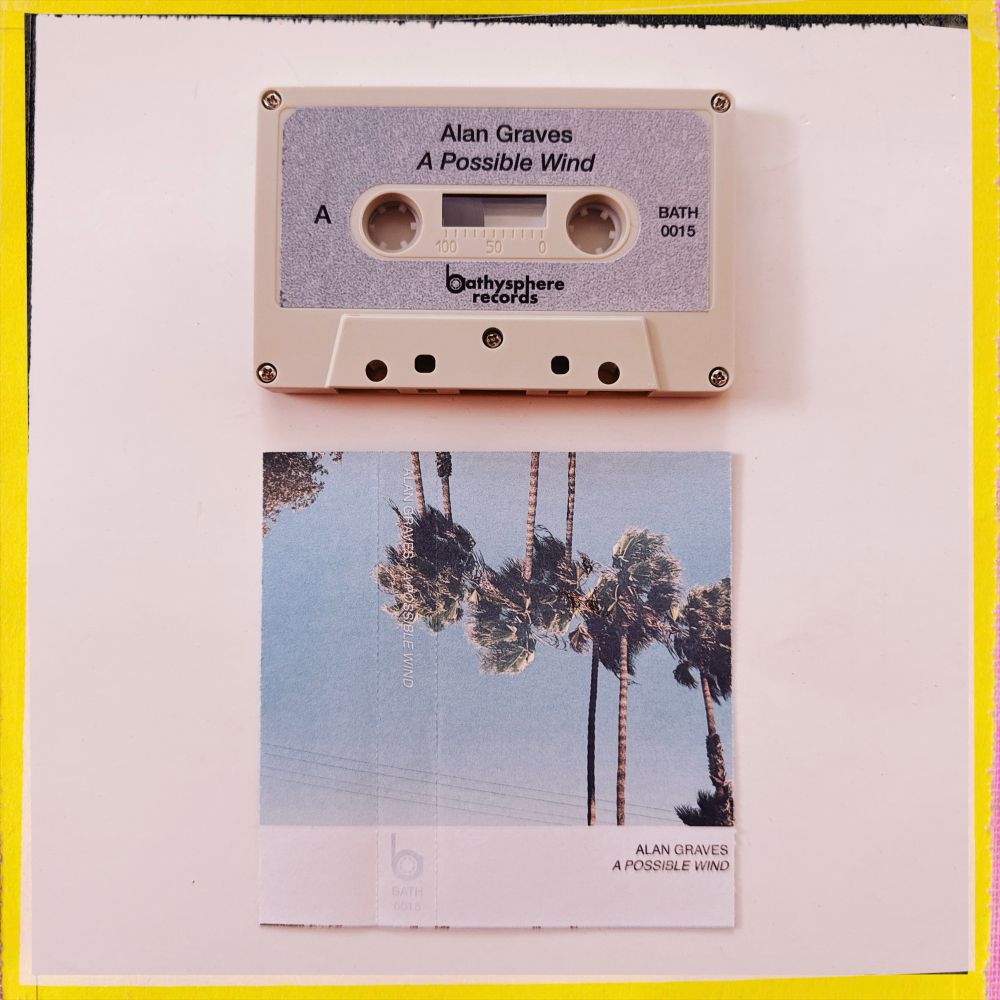 Alan Graves
A Possible Wind
A
BATH
0015
100 50 0
bathysphere
records
ALAN GRAVES A POSSIBLE WIND
b
BATH
0015
ALAN GRAVES
A POSSIBLE WIND